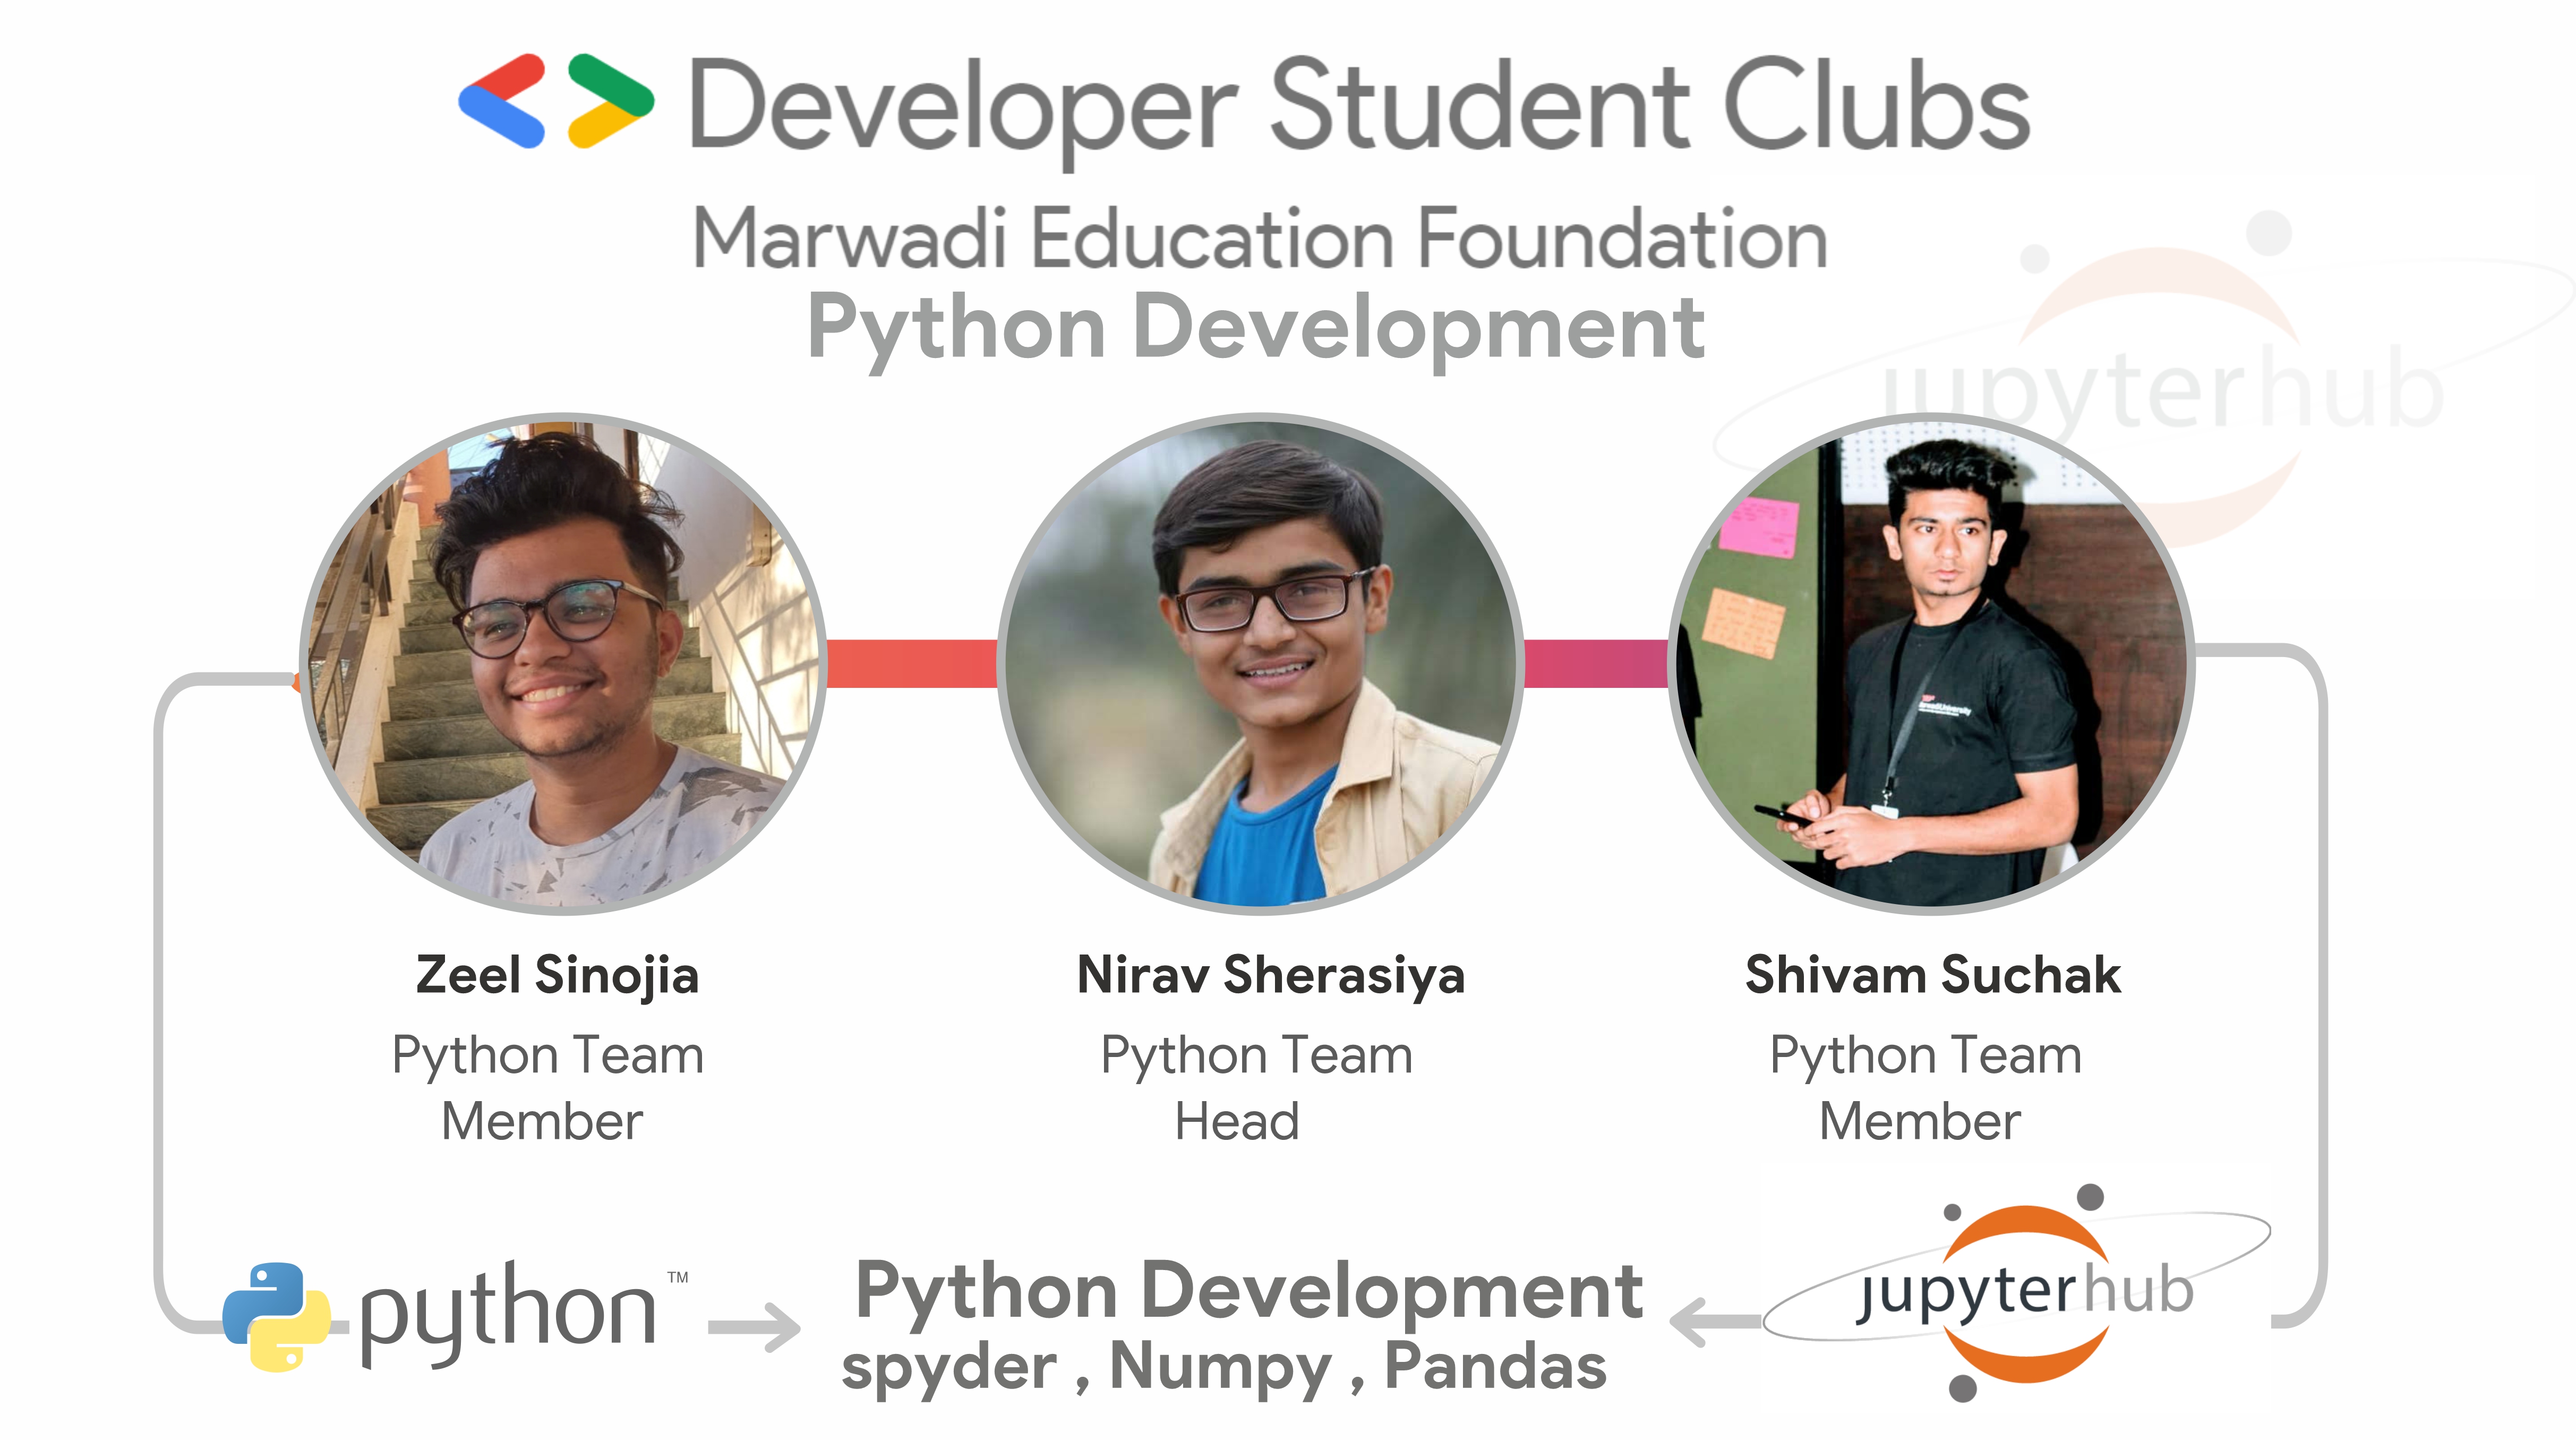 Developer Student Clubs
Marwadi Education Foundation
Python Development
jupyterhub
Zeel Sinojia
Python Team
Member
Nirav Sherasiya
Python Team
Head
Shivam Suchak
Python Team
Member
python™
Python Development
spyder , Numpy , Pandas
jupyterhub